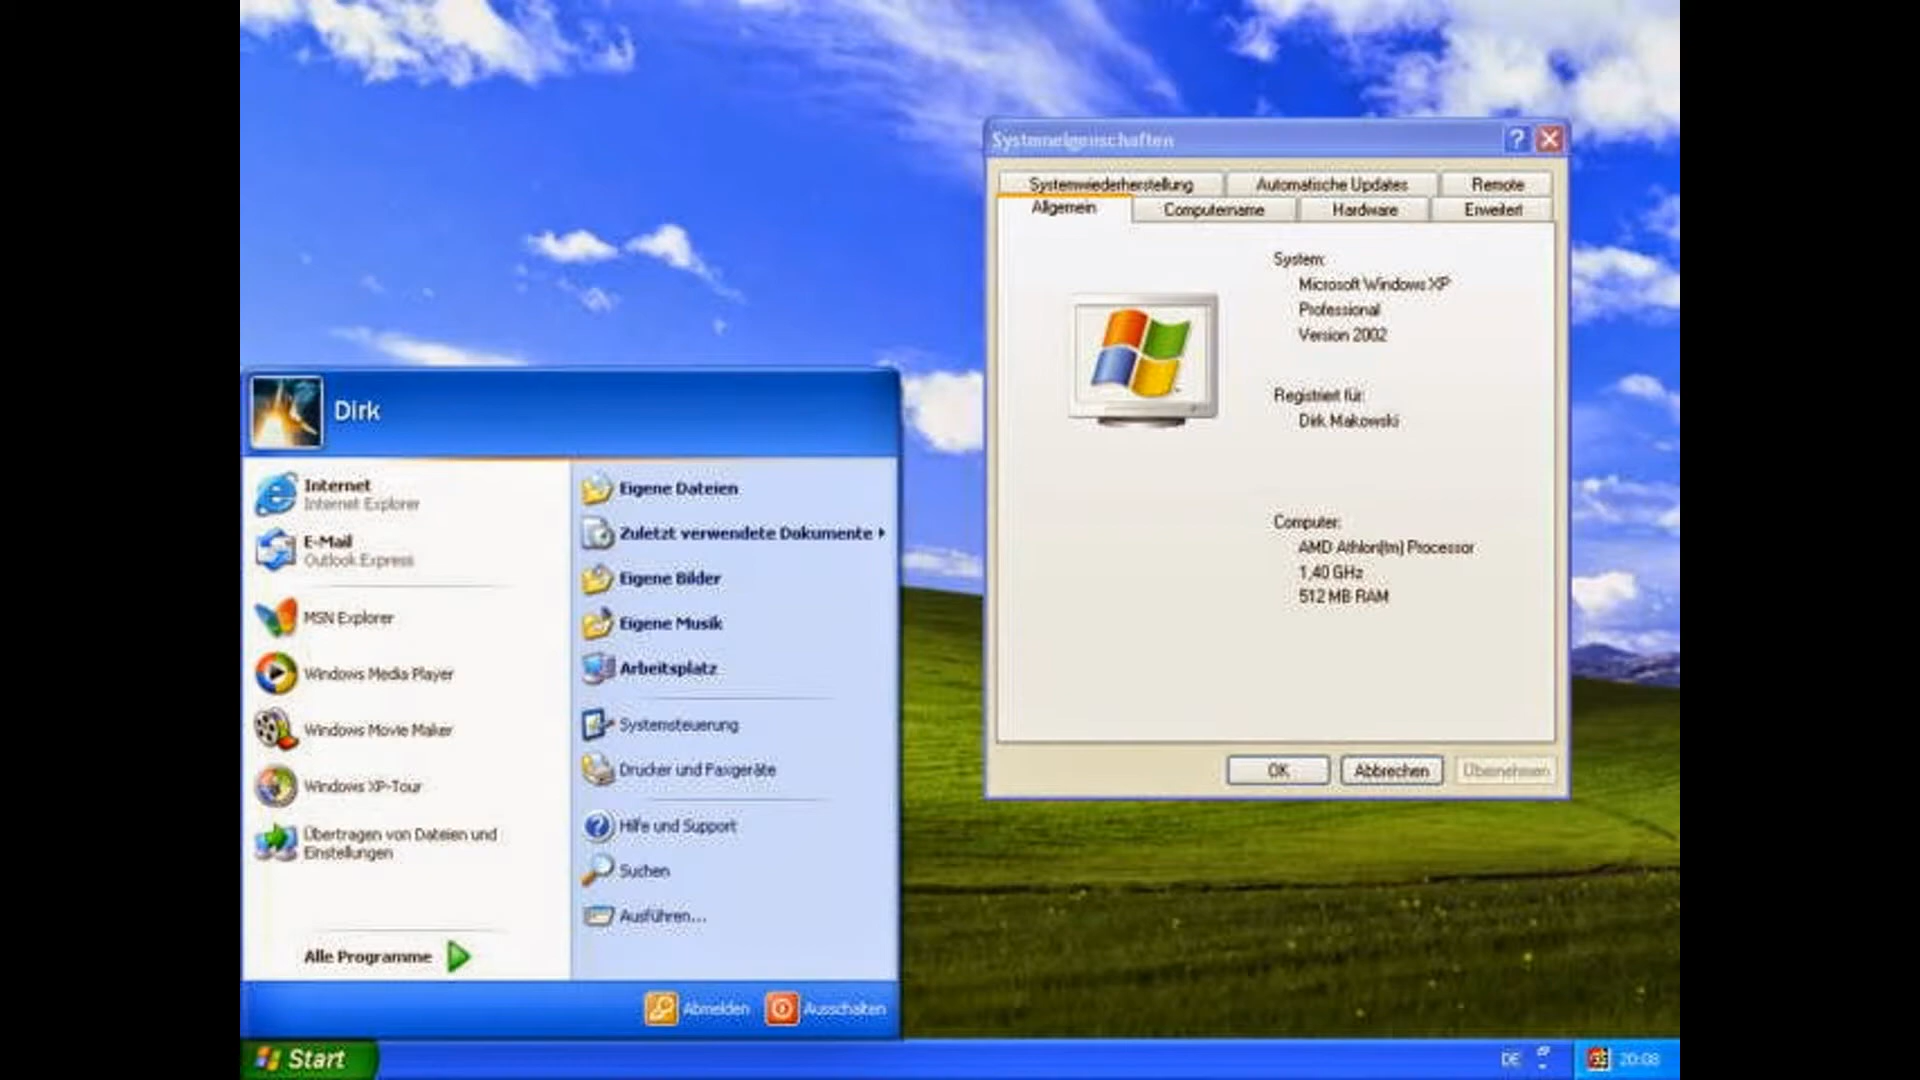 Dirk
Internet
Internet Explorer
E-Mail
Outlook Express
MSN Explorer
Windows Media Player
Windows Movie Maker
Windows XP-Tour
Übertragen von Dateien und
Einstellungen
Alle Programme
Eigene Dateien
Zuletzt verwendete Dokumente
Eigene Bilder
Eigene Musik
Arbeitsplatz
Systemsteuerung
Drucker und Faxgeräte
Hilfe und Support
Suchen
Ausführen...
Abmelden
Ausschalten
Systemeigenschaften
Systemwiederherstellung
Automatische Updates
Remote
Allgemein
Computername
Hardware
Erweitert
System:
Microsoft Windows XP
Professional
Version 2002
Registriert für:
Dirk Makowski
Computer:
AMD Athlon(tm) Processor
1,40 GHz
512 MB RAM
OK
Abbrechen
Übernehmen
Start
DE
20:08